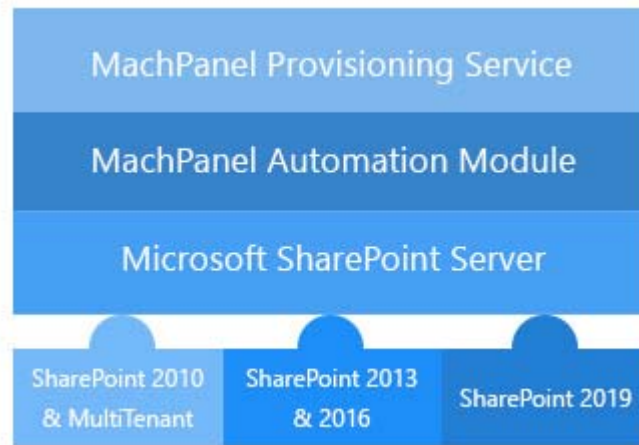 MachPanel Provisioning Service
MachPanel Automation Module
Microsoft SharePoint Server
SharePoint 2010
& MultiTenant
SharePoint 2013
& 2016
SharePoint 2019